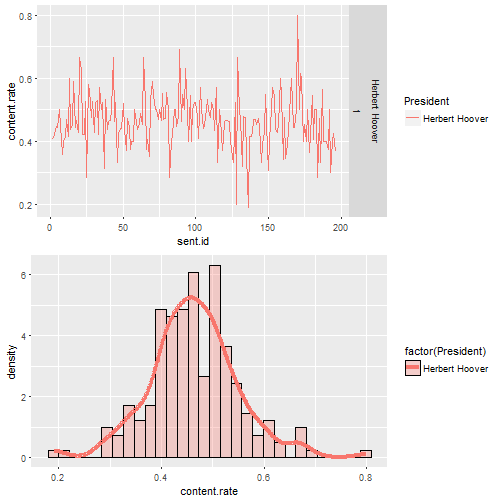 0.8
0.6
0.4
0.2
content.rate
0
50
100
150
200
sent.id
Herbert Hoover
1
President
Herbert Hoover
6
4
2
0
density
0.2
0.4
0.6
0.8
content.rate
factor(President)
Herbert Hoover